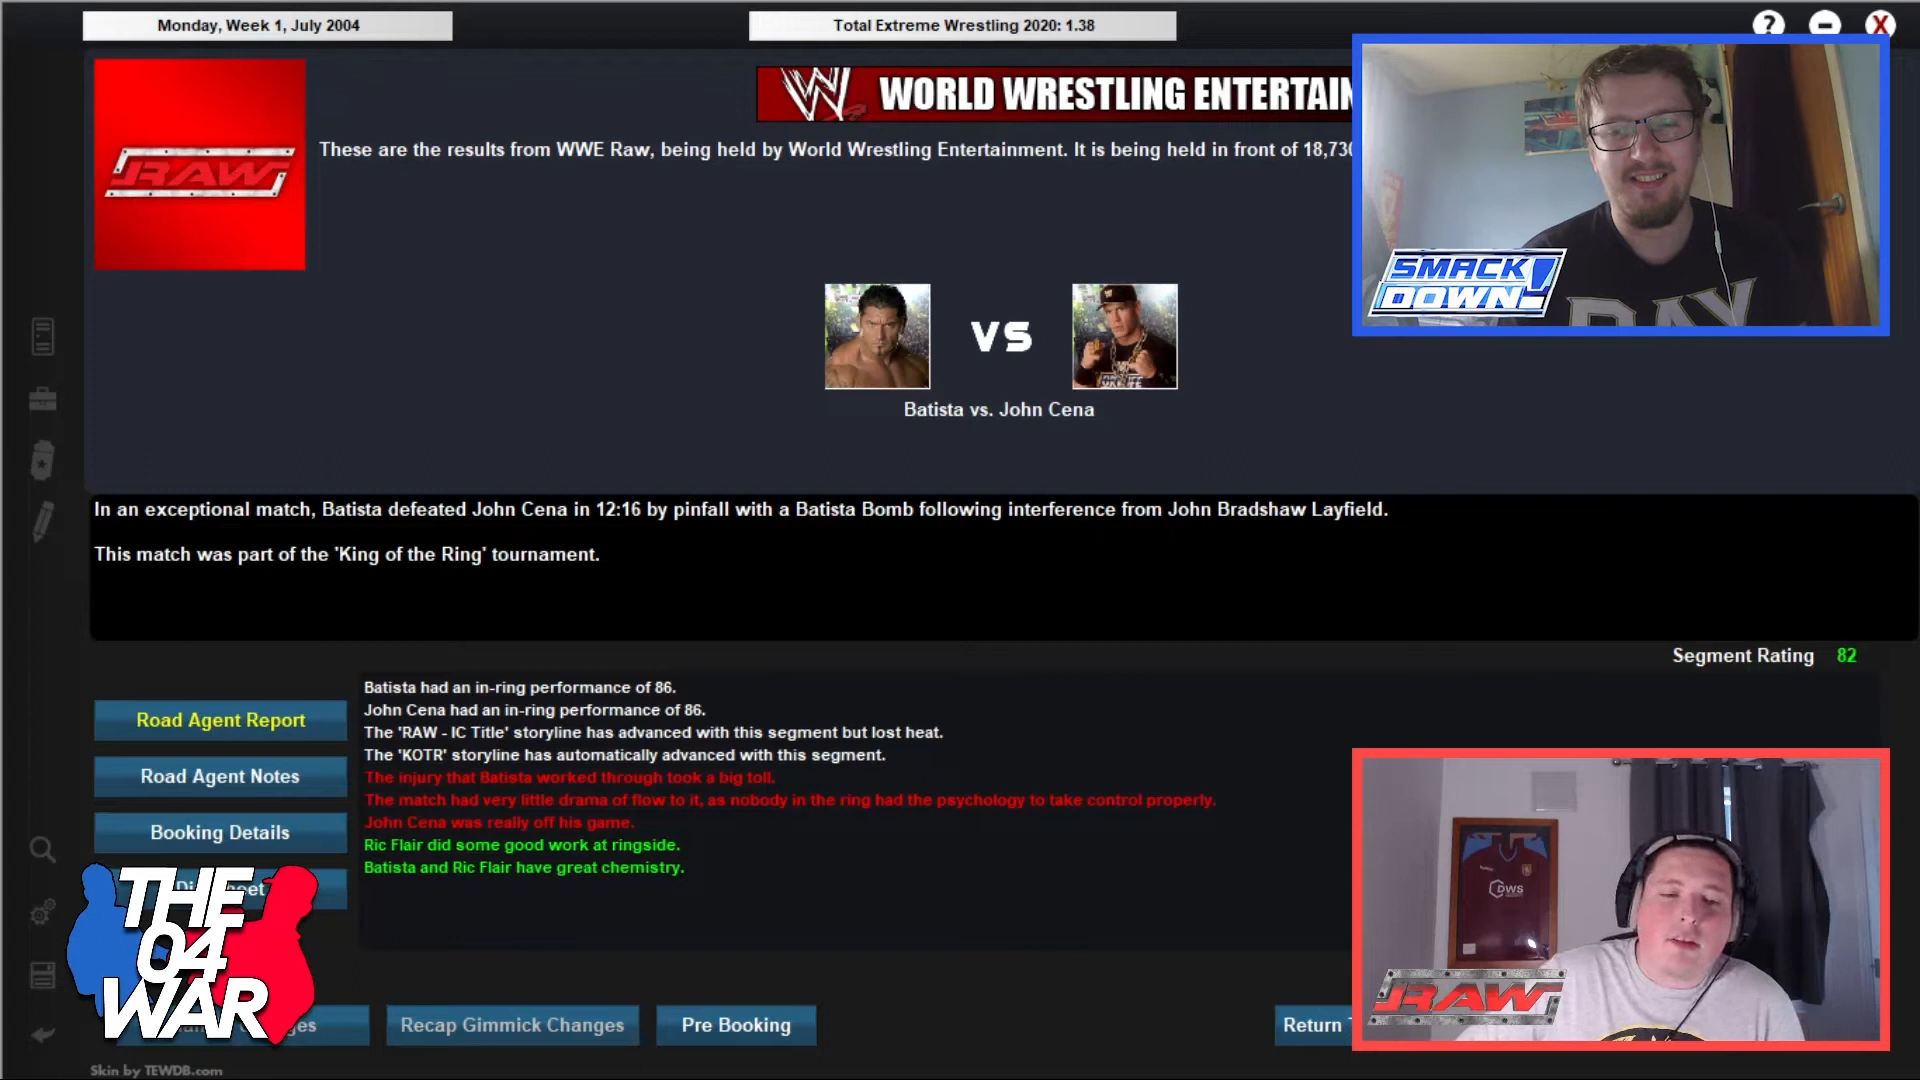 Monday, Week 1, July 2004
Total Extreme Wrestling 2020: 1.38
?
X
RAW
WORLD WRESTLING ENTERTAIN
These are the results from WWE Raw, being held by World Wrestling Entertainment. It is being held in front of 18,730
SMACK
DOWN!
VS
Batista vs. John Cena
In an exceptional match, Batista defeated John Cena in 12:16 by pinfall with a Batista Bomb following interference from John Bradshaw Layfield.
This match was part of the 'King of the Ring' tournament.
Segment Rating 82
Road Agent Report
Road Agent Notes
Booking Details
Batista had an in-ring performance of 86.
John Cena had an in-ring performance of 86.
The 'RAW - IC Title' storyline has advanced with this segment but lost heat.
The 'KOTR' storyline has automatically advanced with this segment.
The injury that Batista worked through took a big toll.
The match had very little drama of flow to it, as nobody in the ring had the psychology to take control properly.
John Cena was really off his game.
Ric Flair did some good work at ringside.
Batista and Ric Flair have great chemistry.
THE
04
WAR
DWS
RAW
Recap Gimmick Changes
Pre Booking
Return
Skin by TEWDB.com